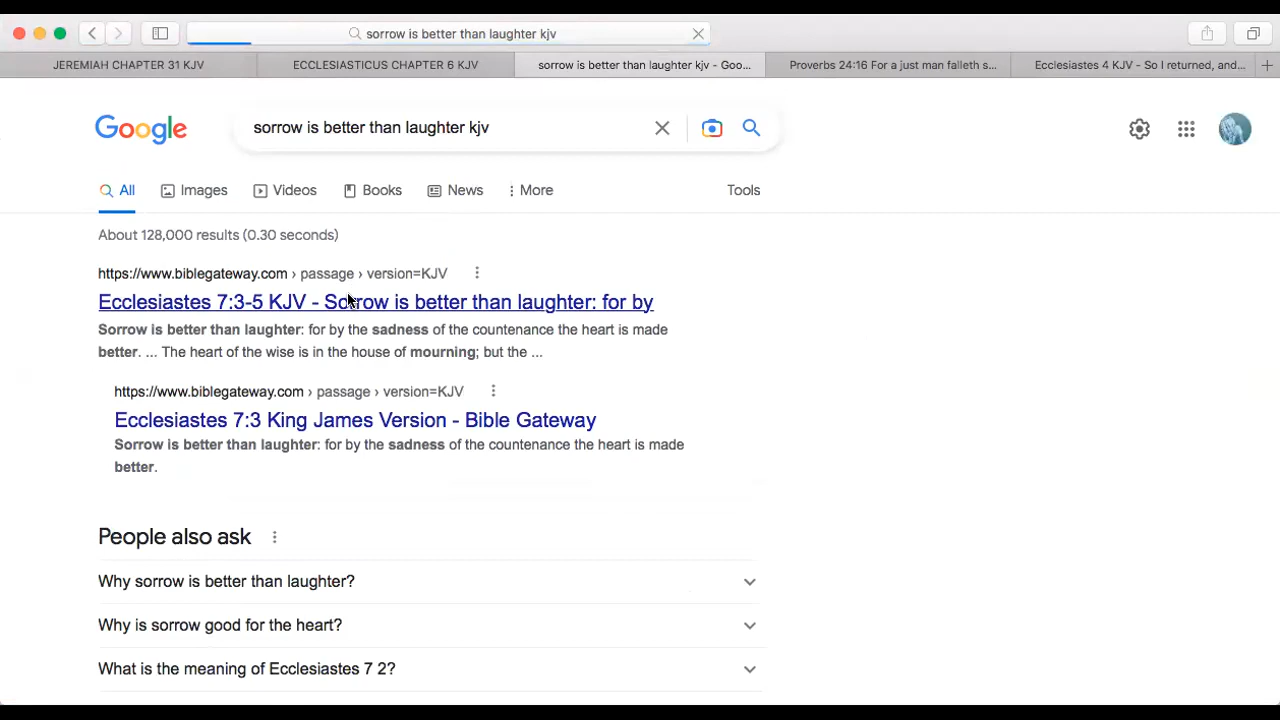 sorrow is better than laughter kjv
JEREMIAH CHAPTER 31 KJV
ECCLESIASTICUS CHAPTER 6 KJV
sorrow is better than laughter kjv - Goo...
Proverbs 24:16 For a just man falleth s...
Ecclesiastes 4 KJV - So I returned, and...
Google
sorrow is better than laughter kjv
All
Images
Videos
Books
News
More
Tools
About 128,000 results (0.30 seconds)
https://www.biblegateway.com › passage › version=KJV
Ecclesiastes 7:3-5 KJV - Sorrow is better than laughter: for by
Sorrow is better than laughter: for by the sadness of the countenance the heart is made
better. ... The heart of the wise is in the house of mourning; but the ...
https://www.biblegateway.com › passage › version=KJV
Ecclesiastes 7:3 King James Version - Bible Gateway
Sorrow is better than laughter: for by the sadness of the countenance the heart is made
better.
People also ask
Why sorrow is better than laughter?
Why is sorrow good for the heart?
What is the meaning of Ecclesiastes 7 2?